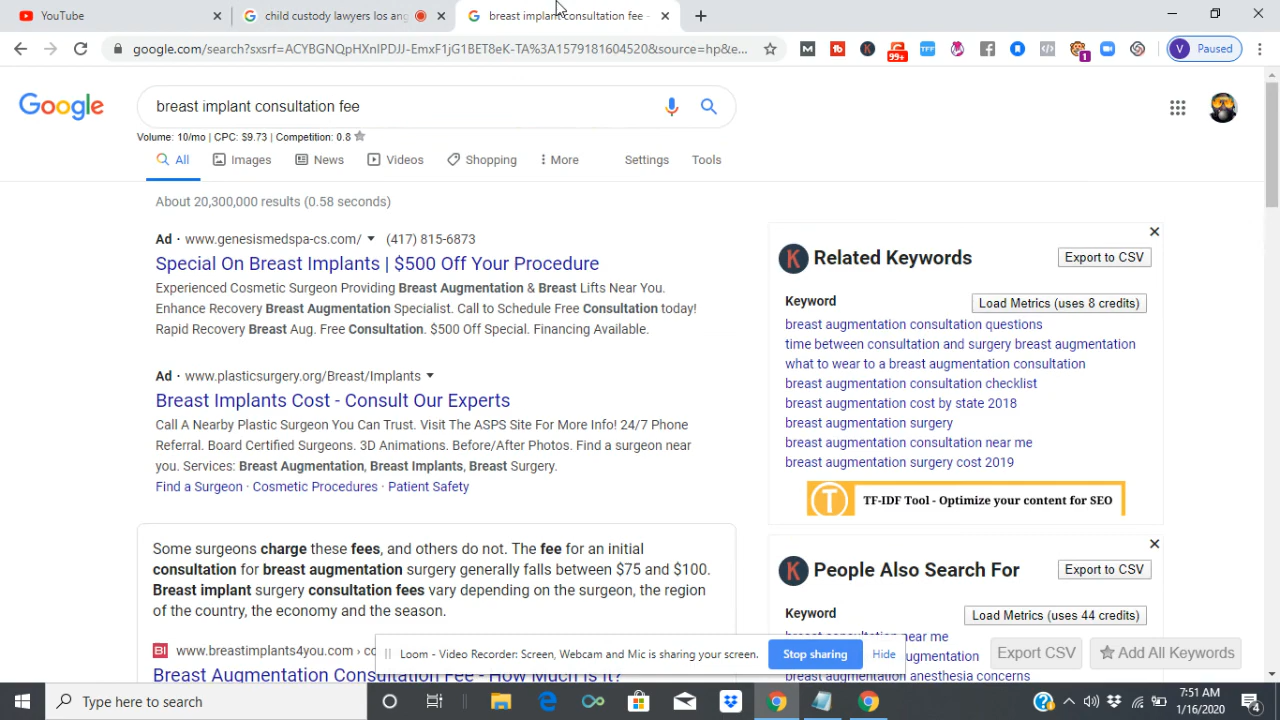 YouTube
child custody lawyers los ang
breast implant consultation fee -
google.com/search?sxsrf=ACYBGNQpHXnlPDJJ-EmxF1jG1BET8eK-TA%3A1579181604520&source=hp&e...
99+
TFF
1
V Paused
Google
breast implant consultation fee
Volume: 10/mo | CPC: $9.73 | Competition: 0.8
All
Images
News
Videos
Shopping
More
Settings
Tools
About 20,300,000 results (0.58 seconds)
Ad · www.genesismedspa-cs.com/ (417) 815-6873
Special On Breast Implants | $500 Off Your Procedure
Experienced Cosmetic Surgeon Providing Breast Augmentation & Breast Lifts Near You.
Enhance Recovery Breast Augmentation Specialist. Call to Schedule Free Consultation today!
Rapid Recovery Breast Aug. Free Consultation. $500 Off Special. Financing Available.
Ad · www.plasticsurgery.org/Breast/Implants
Breast Implants Cost - Consult Our Experts
Call A Nearby Plastic Surgeon You Can Trust. Visit The ASPS Site For More Info! 24/7 Phone
Referral. Board Certified Surgeons. 3D Animations. Before/After Photos. Find a surgeon near
you. Services: Breast Augmentation, Breast Implants, Breast Surgery.
Find a Surgeon · Cosmetic Procedures · Patient Safety
Some surgeons charge these fees, and others do not. The fee for an initial
consultation for breast augmentation surgery generally falls between $75 and $100.
Breast implant surgery consultation fees vary depending on the surgeon, the region
of the country, the economy and the season.
BI www.breastimplants4you.com › co
Breast Augmentation Consultation Fee - How Much Is It?
K Related Keywords
Export to CSV
Keyword
Load Metrics (uses 8 credits)
breast augmentation consultation questions
time between consultation and surgery breast augmentation
what to wear to a breast augmentation consultation
breast augmentation consultation checklist
breast augmentation cost by state 2018
breast augmentation surgery
breast augmentation consultation near me
breast augmentation surgery cost 2019
T TF-IDF Tool - Optimize your content for SEO
K People Also Search For
Export to CSV
Keyword
Load Metrics (uses 44 credits)
near me
ugmentation
breast augmentation anesthesia concerns
Export CSV
Add All Keywords
Loom - Video Recorder: Screen, Webcam and Mic is sharing your screen.
Stop sharing
Hide
Type here to search
7:51 AM
1/16/2020
4